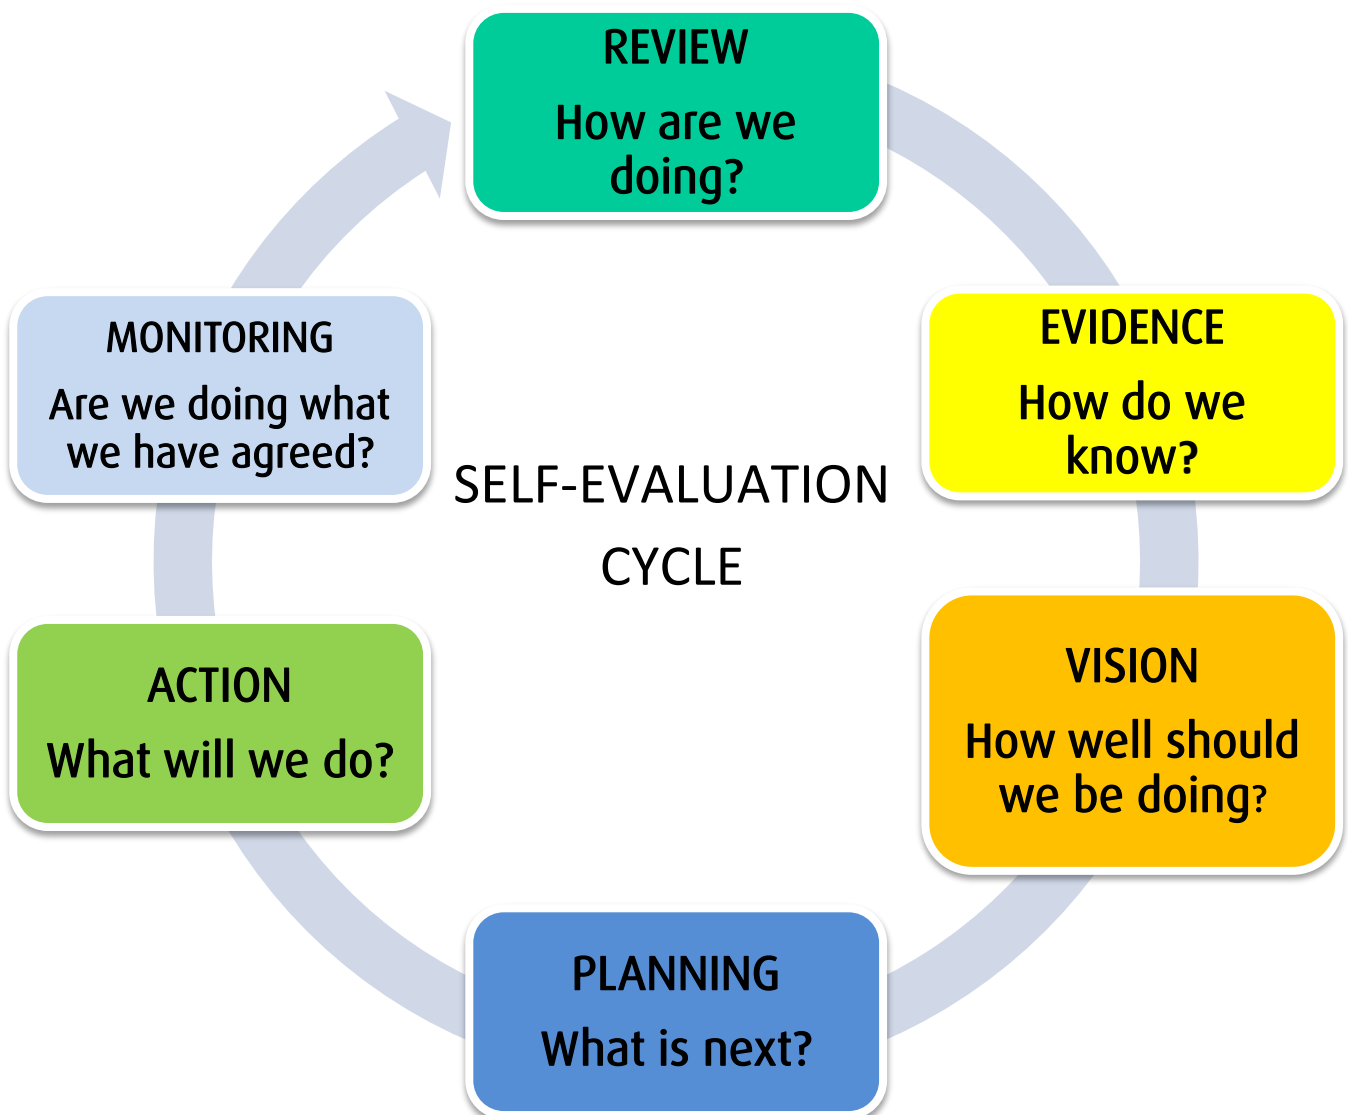 REVIEW
How are we
doing?
EVIDENCE
How do we
know?
VISION
How well should
we be doing?
PLANNING
What is next?
ACTION
What will we do?
MONITORING
Are we doing what
we have agreed?
SELF-EVALUATION
CYCLE